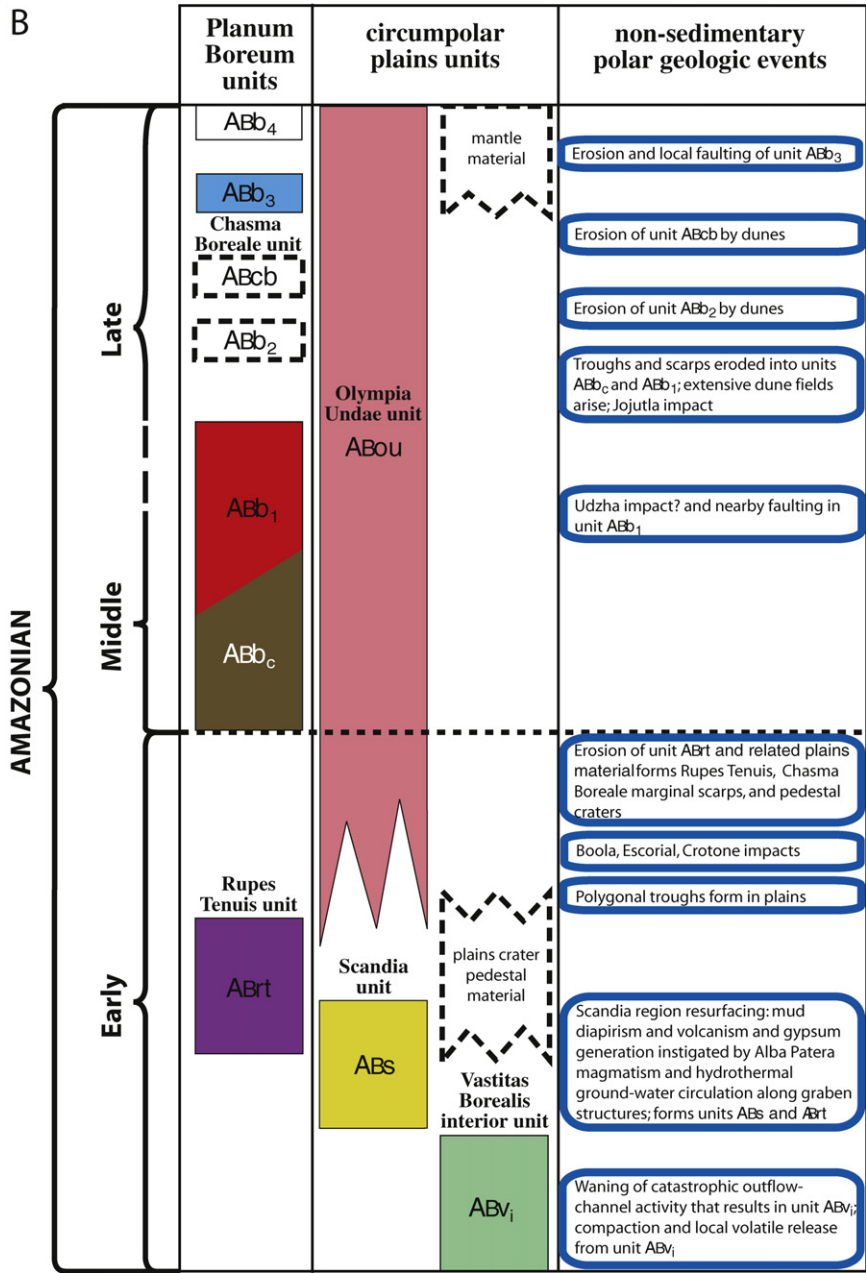 B
Planum
Boreum
units
circumpolar
plains units
non-sedimentary
polar geologic events
AMAZONIAN
Late
Middle
Early
ABb₄
ABb₃
Chasma
Boreale unit
ABcb
ABb₂
ABb₁
ABb_c
Rupes
Tenuis unit
ABrt
Olympia
Undae unit
ABou
Scandia
unit
ABs
mantle
material
plains crater
pedestal
material
Vastitas
Borealis
interior unit
ABvᵢ
Erosion and local faulting of unit ABb₃
Erosion of unit ABcb by dunes
Erosion of unit ABb₂ by dunes
Troughs and scarps eroded into units
ABb_c and ABb₁; extensive dune fields
arise; Jojutla impact
Udzha impact? and nearby faulting in
unit ABb₁
Erosion of unit ABrt and related plains
material forms Rupes Tenuis, Chasma
Boreale marginal scarps, and pedestal
craters
Boola, Escorial, Crotone impacts
Polygonal troughs form in plains
Scandia region resurfacing: mud
diapirism and volcanism and gypsum
generation instigated by Alba Patera
magmatism and hydrothermal
ground-water circulation along graben
structures; forms units ABs and ABrt
Waning of catastrophic outflow-
channel activity that results in unit ABvᵢ;
compaction and local volatile release
from unit ABvᵢ